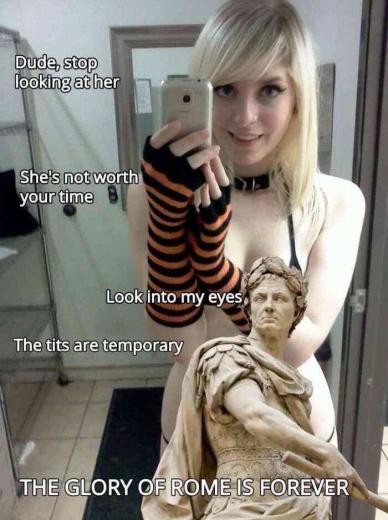 Dude, stop
looking at her
She's not worth
your time
Look into my eyes
The tits are temporary
THE GLORY OF ROME IS FOREVER